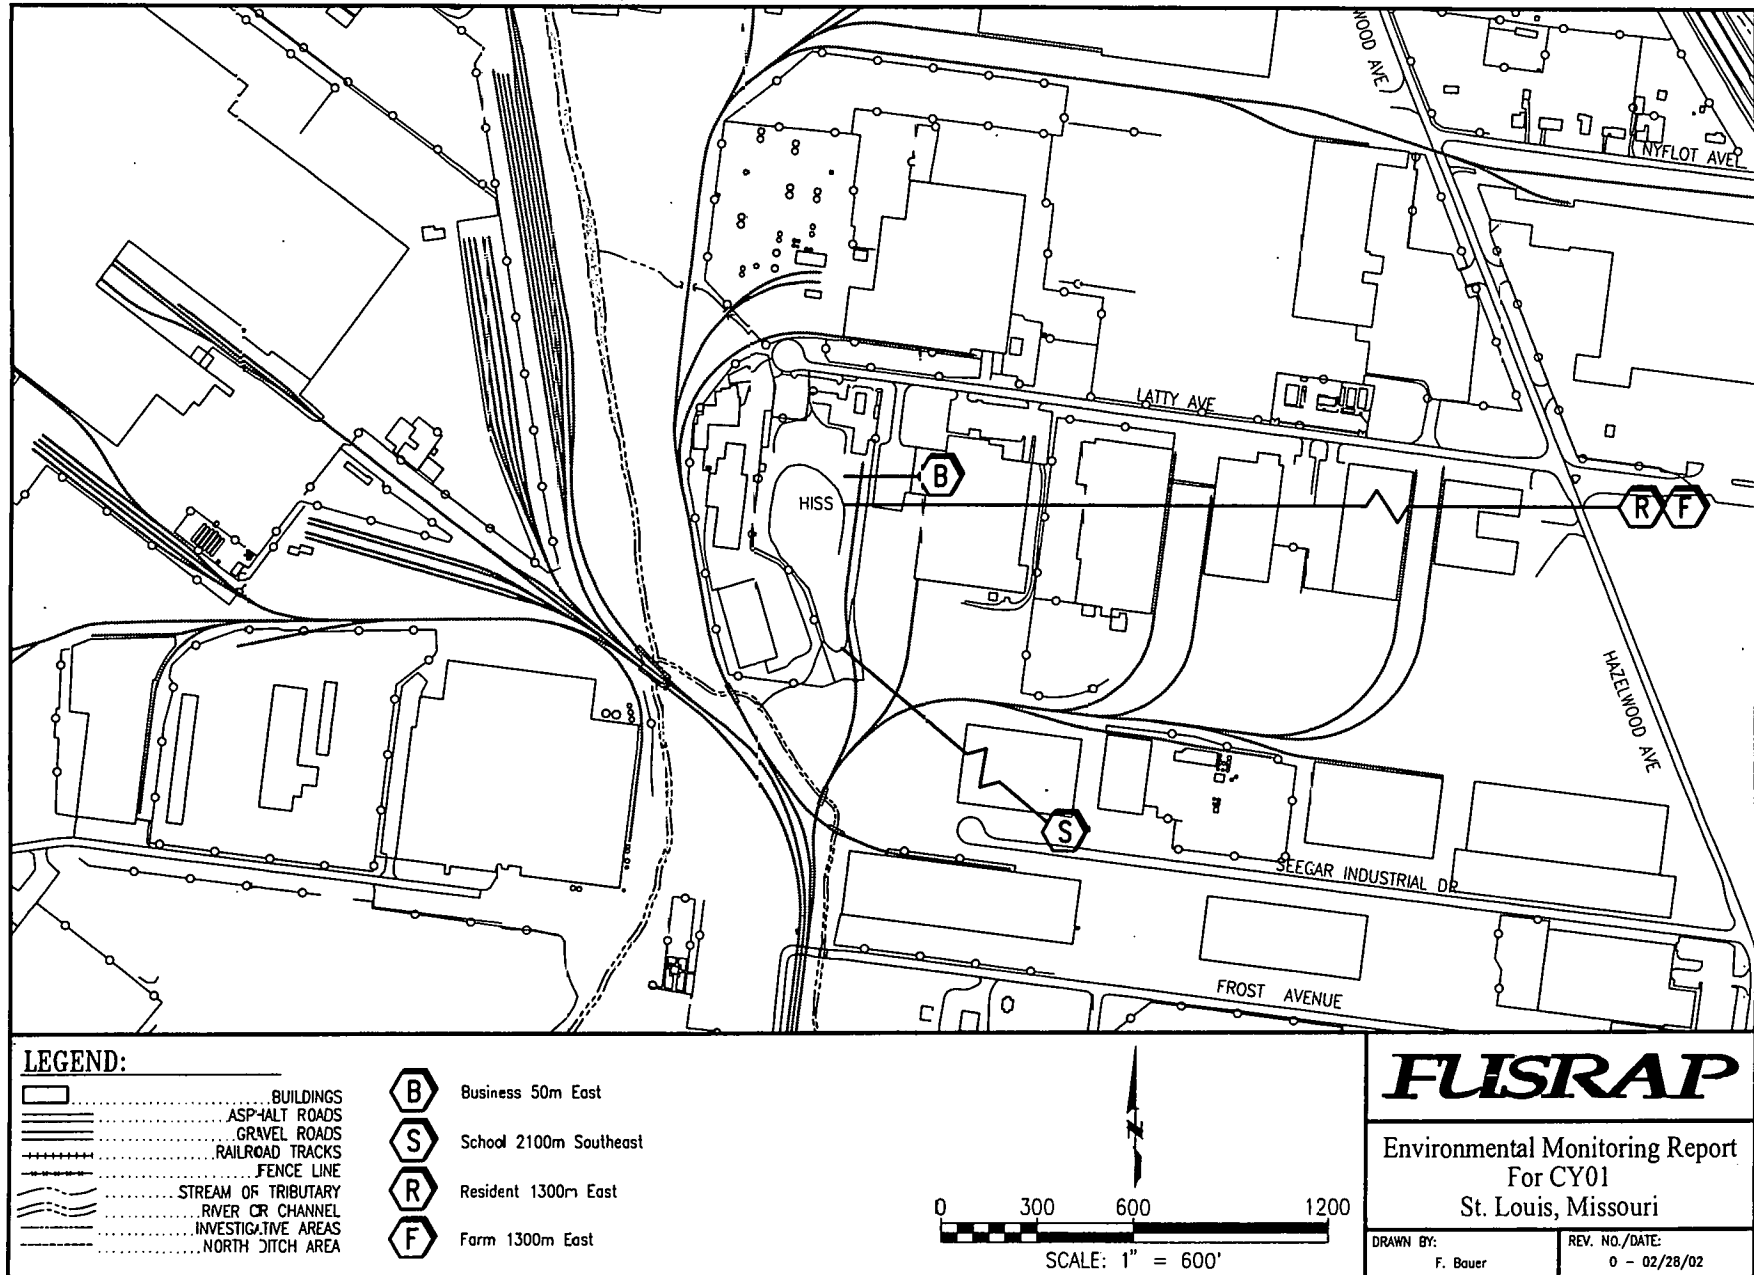 WOOD AVE
NYFLOT AVE
LATTY AVE
B
HISS
R
F
HAZELWOOD AVE
S
SEEGAR INDUSTRIAL DR
FROST AVENUE
LEGEND:
BUILDINGS
ASPHALT ROADS
GRAVEL ROADS
RAILROAD TRACKS
FENCE LINE
STREAM OF TRIBUTARY
RIVER OR CHANNEL
INVESTIGATIVE AREAS
NORTH DITCH AREA
B Business 50m East
S School 2100m Southeast
R Resident 1300m East
F Farm 1300m East
N
0 300 600 1200
SCALE: 1" = 600'
FUSRAP
Environmental Monitoring Report
For CY01
St. Louis, Missouri
DRAWN BY:
F. Bauer
REV. NO./DATE:
0 - 02/28/02